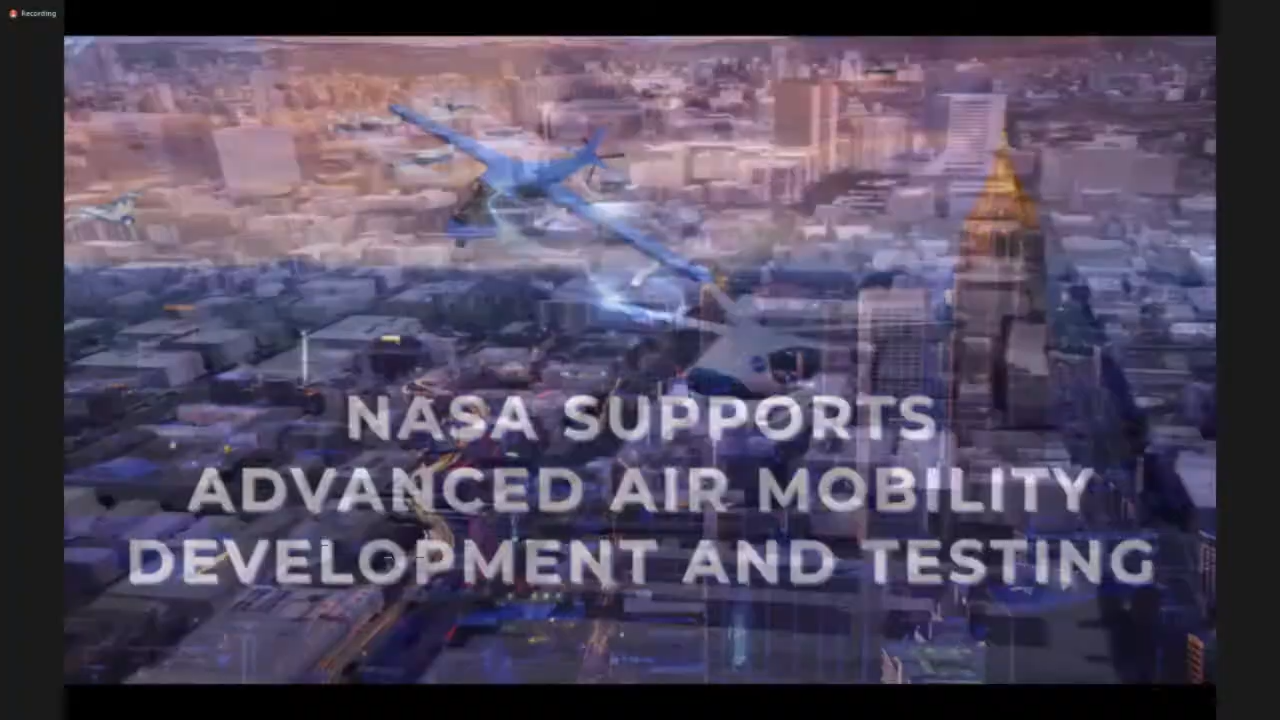 Recording
NASA SUPPORTS
ADVANCED AIR MOBILITY
DEVELOPMENT AND TESTING